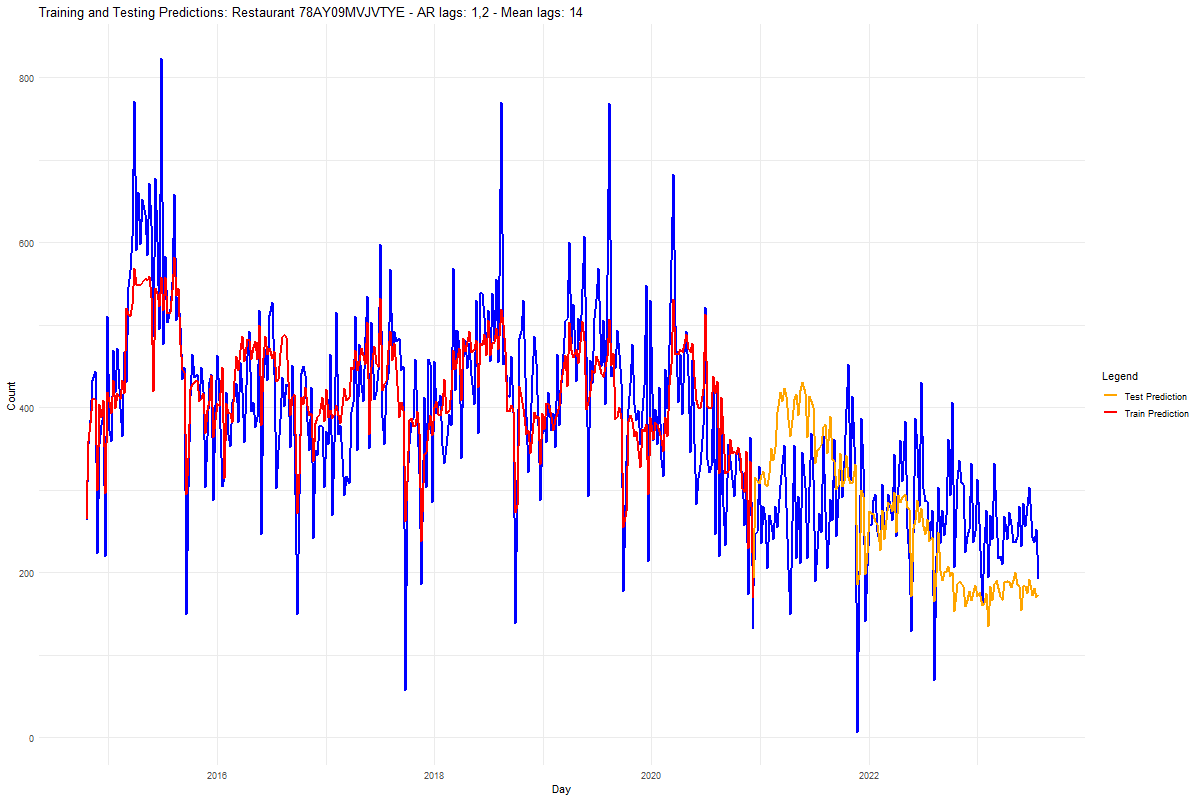 Training and Testing Predictions: Restaurant 78AY09MVJVTYE - AR lags: 1,2 - Mean lags: 14
800
600
400
200
0
Count
2016
2018
2020
2022
Day
Legend
Test Prediction
Train Prediction